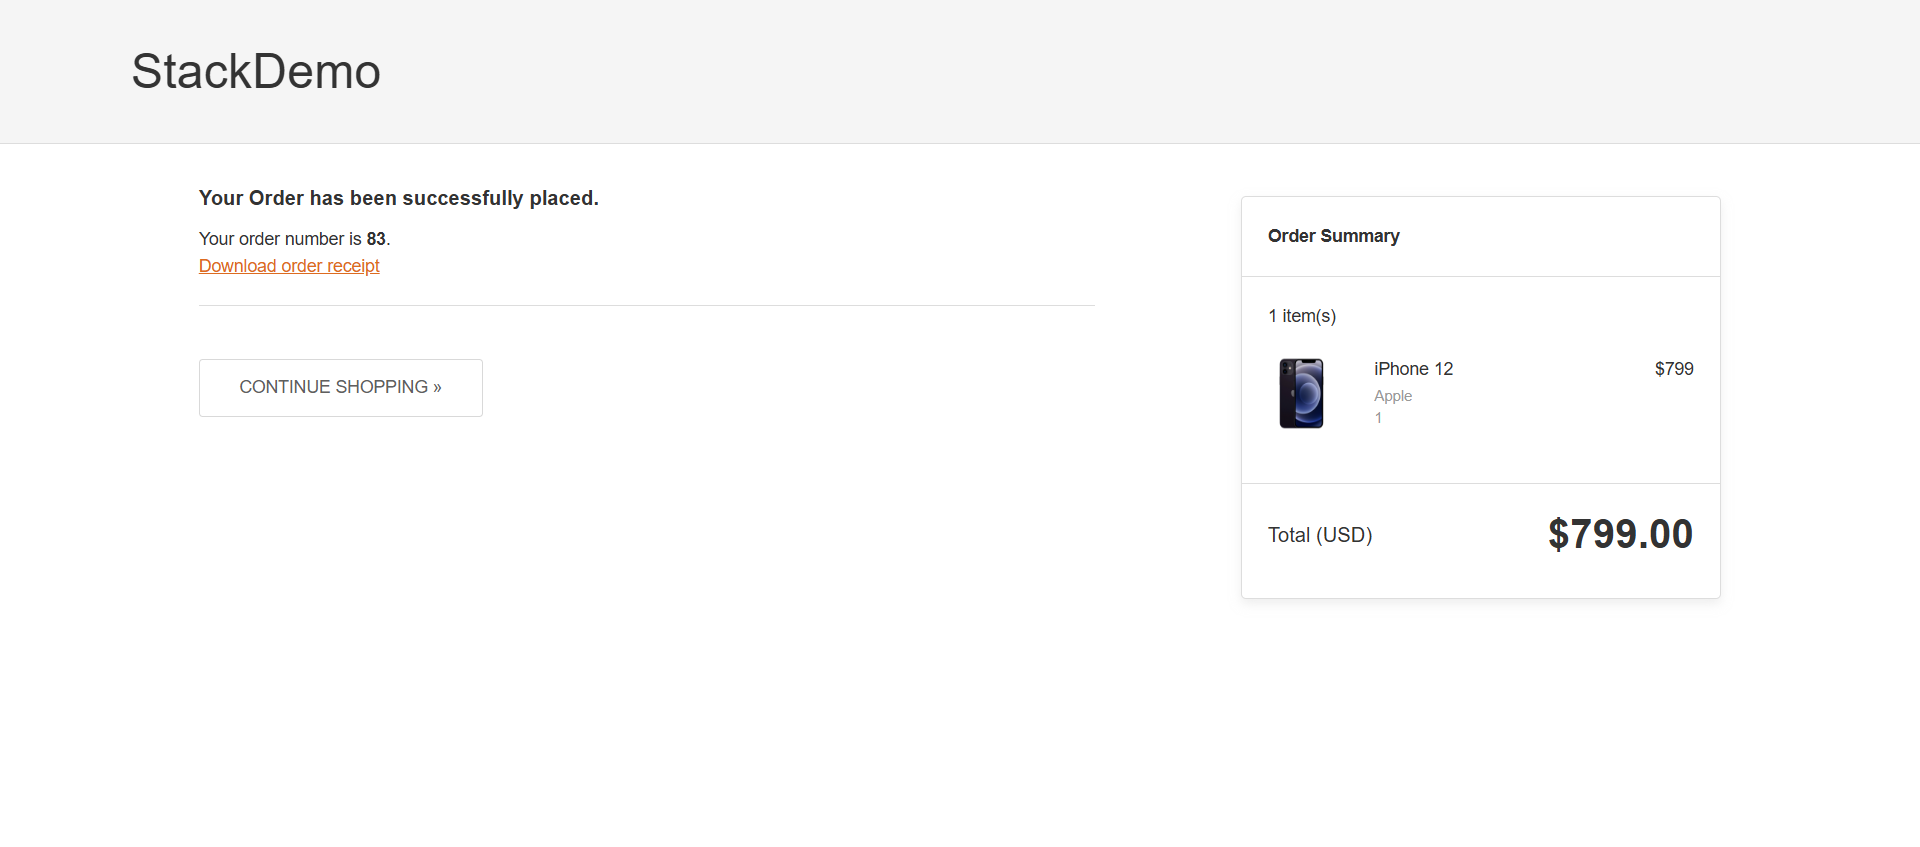 StackDemo
Your Order has been successfully placed.
Your order number is 83.
Download order receipt
CONTINUE SHOPPING »
Order Summary
1 item(s)
iPhone 12
$799
Apple
1
Total (USD)
$799.00